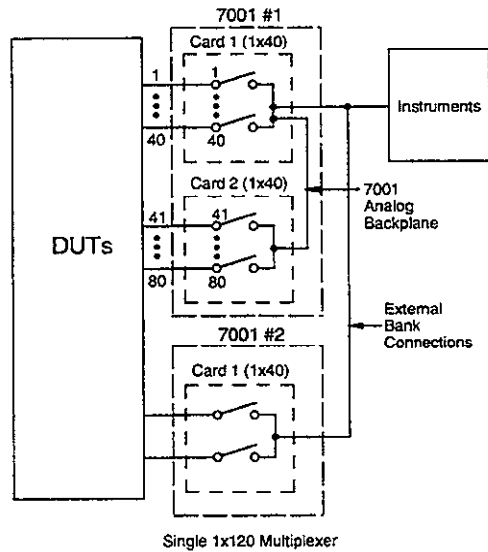 7001 #1
Card 1 (1x40)
1
1
40
40
Instruments
Card 2 (1x40)
7001
Analog
Backplane
41
41
DUTs
80
80
External
Bank
Connections
7001 #2
Card 1 (1x40)
Single 1x120 Multiplexer